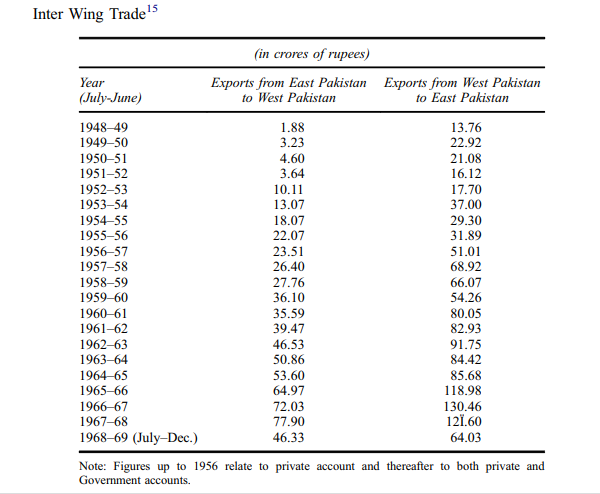 Inter Wing Trade15
(in crores of rupees)
Year Exports from East Pakistan Exports from West Pakistan
(July-June) to West Pakistan to East Pakistan
1948–49 1.88 13.76
1949–50 3.23 22.92
1950–51 4.60 21.08
1951–52 3.64 16.12
1952–53 10.11 17.70
1953–54 13.07 37.00
1954–55 18.07 29.30
1955–56 22.07 31.89
1956–57 23.51 51.01
1957–58 26.40 68.92
1958–59 27.76 66.07
1959–60 36.10 54.26
1960–61 35.59 80.05
1961–62 39.47 82.93
1962–63 46.53 91.75
1963–64 50.86 84.42
1964–65 53.60 85.68
1965–66 64.97 118.98
1966–67 72.03 130.46
1967–68 77.90 12Ï.60
1968–69 (July–Dec.) 46.33 64.03
Note: Figures up to 1956 relate to private account and thereafter to both private and
Government accounts.